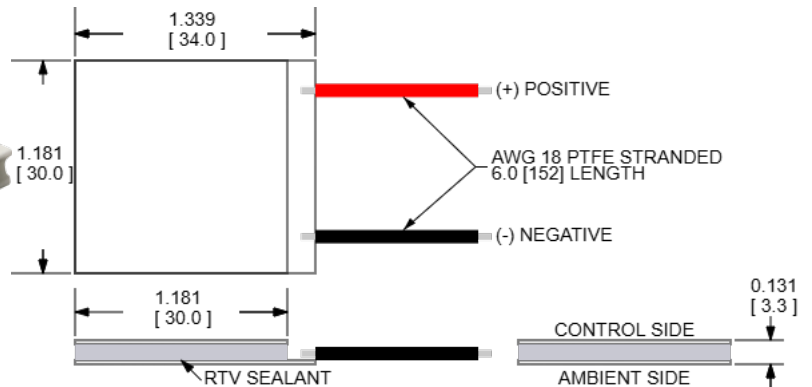 1.339
[ 34.0 ]
(+) POSITIVE
1.181
[ 30.0 ]
AWG 18 PTFE STRANDED
6.0 [152] LENGTH
(-) NEGATIVE
1.181
[ 30.0 ]
0.131
[ 3.3 ]
CONTROL SIDE
RTV SEALANT
AMBIENT SIDE